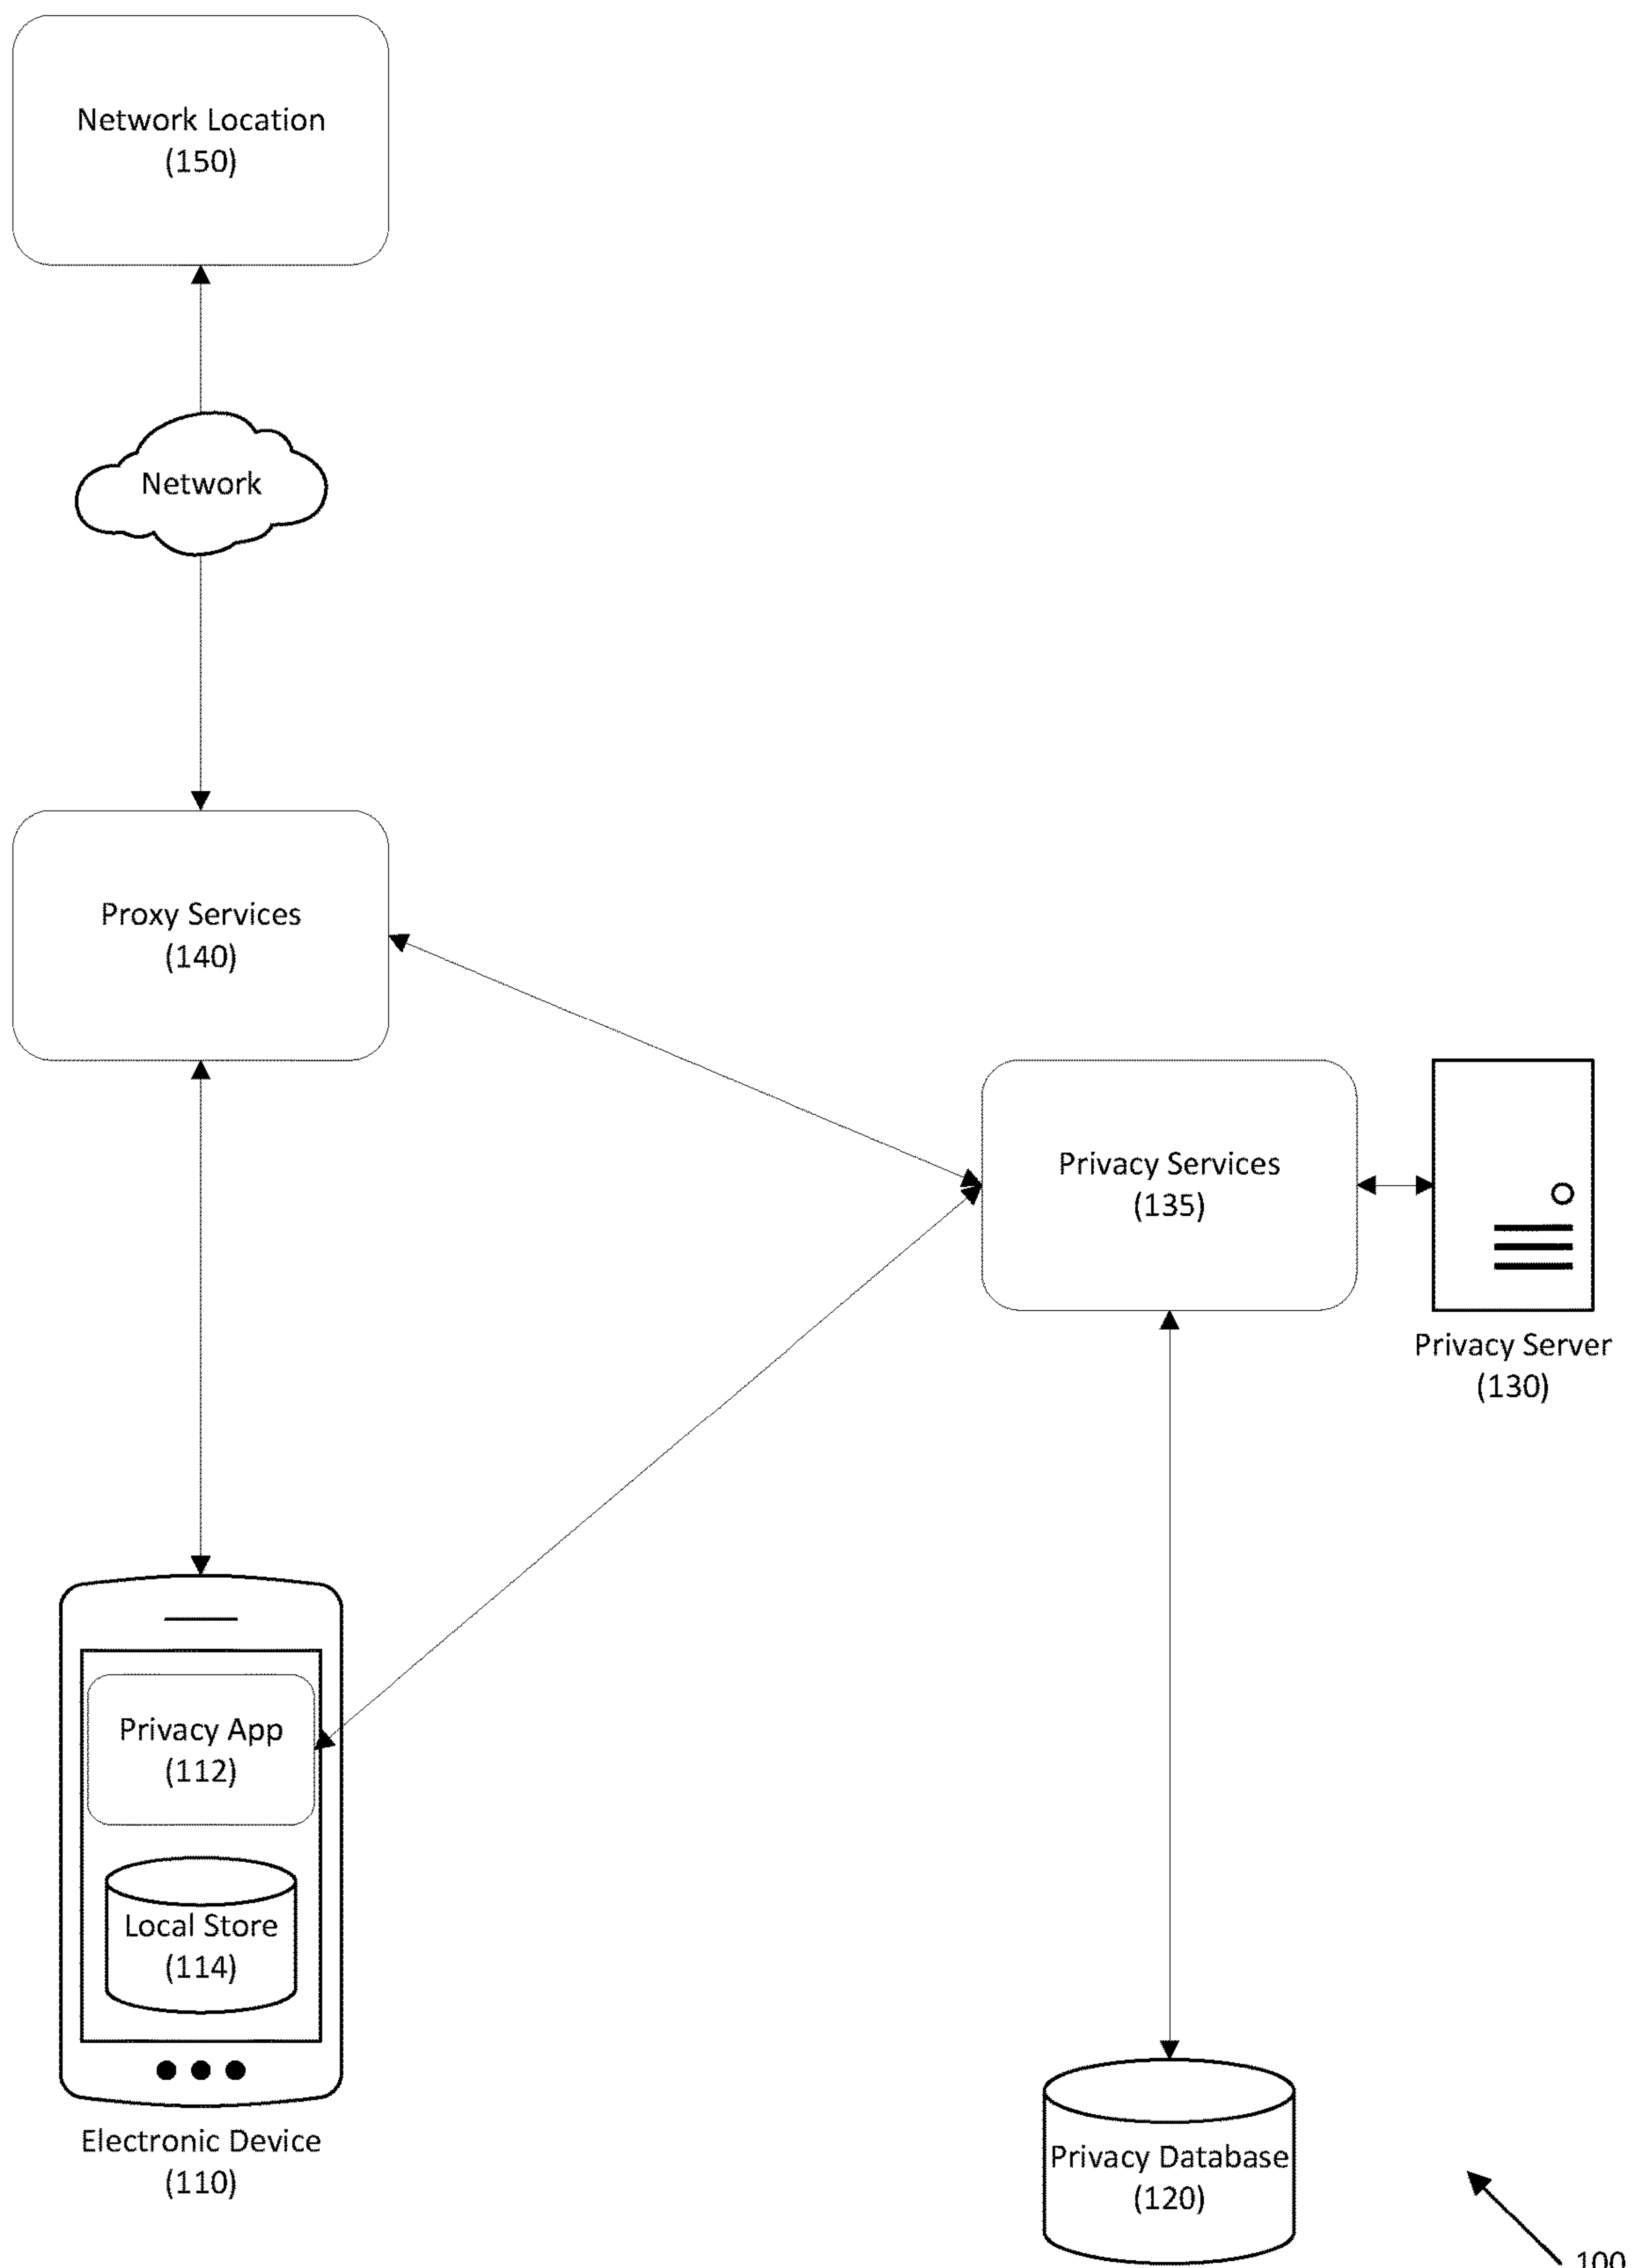 Network Location
(150)
Network
Proxy Services
(140)
Privacy Services
(135)
Privacy Server
(130)
Privacy App
(112)
Local Store
(114)
Electronic Device
(110)
Privacy Database
(120)
100